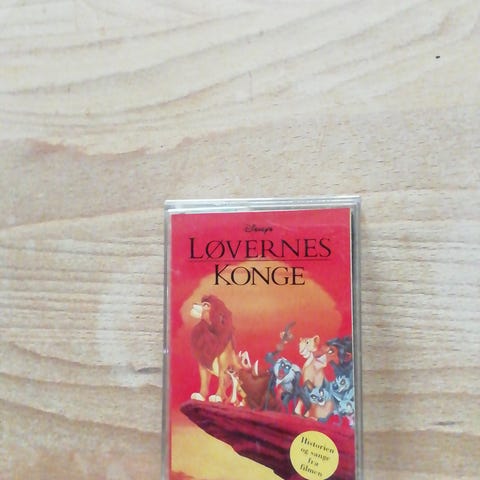 Disney's
LØVERNES
KONGE
Historien
og sange
fra
filmen